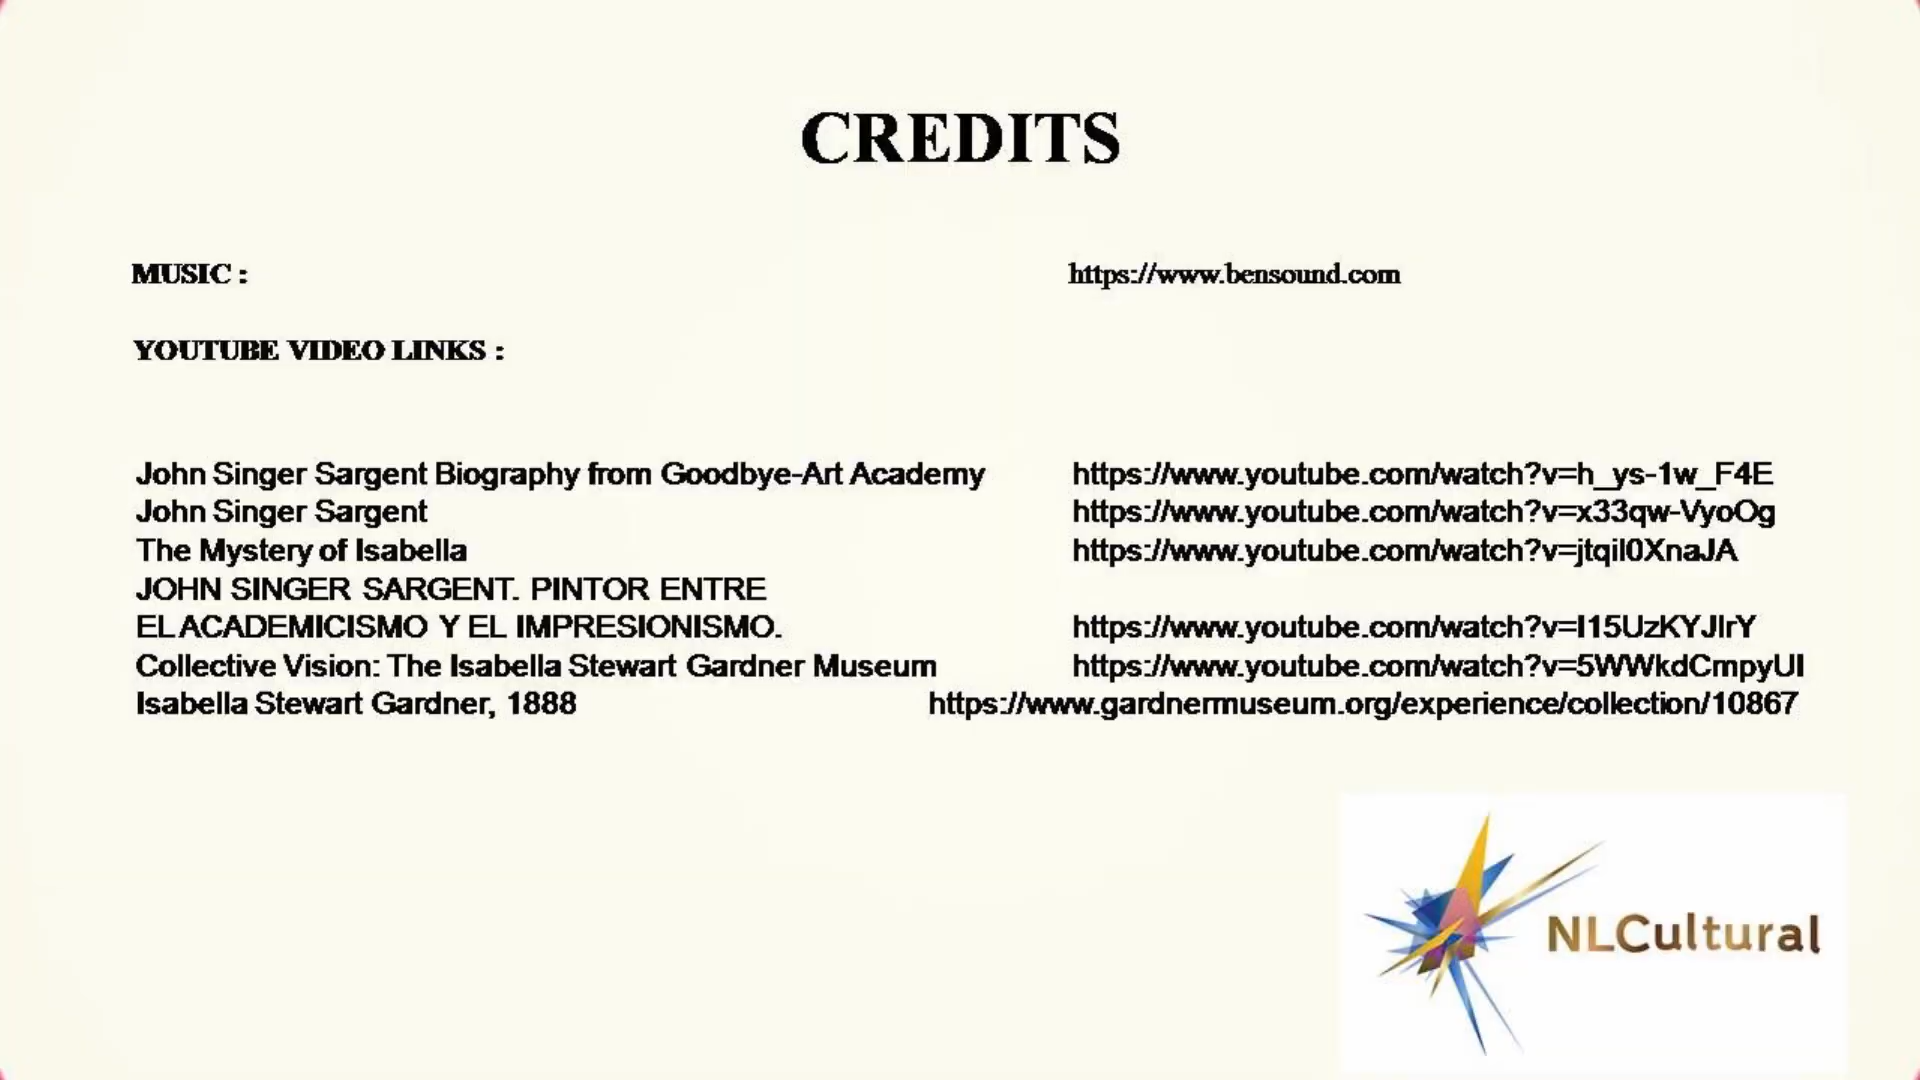 CREDITS
MUSIC : https://www.bensound.com
YOUTUBE VIDEO LINKS :
John Singer Sargent Biography from Goodbye-Art Academy https://www.youtube.com/watch?v=h_ys-1w_F4E
John Singer Sargent https://www.youtube.com/watch?v=x33qw-VyoOg
The Mystery of Isabella https://www.youtube.com/watch?v=jtqil0XnaJA
JOHN SINGER SARGENT. PINTOR ENTRE
EL ACADEMICISMO Y EL IMPRESIONISMO. https://www.youtube.com/watch?v=I15UzKYJIrY
Collective Vision: The Isabella Stewart Gardner Museum https://www.youtube.com/watch?v=5WWkdCmpyUI
Isabella Stewart Gardner, 1888 https://www.gardnermuseum.org/experience/collection/10867
NLCultural